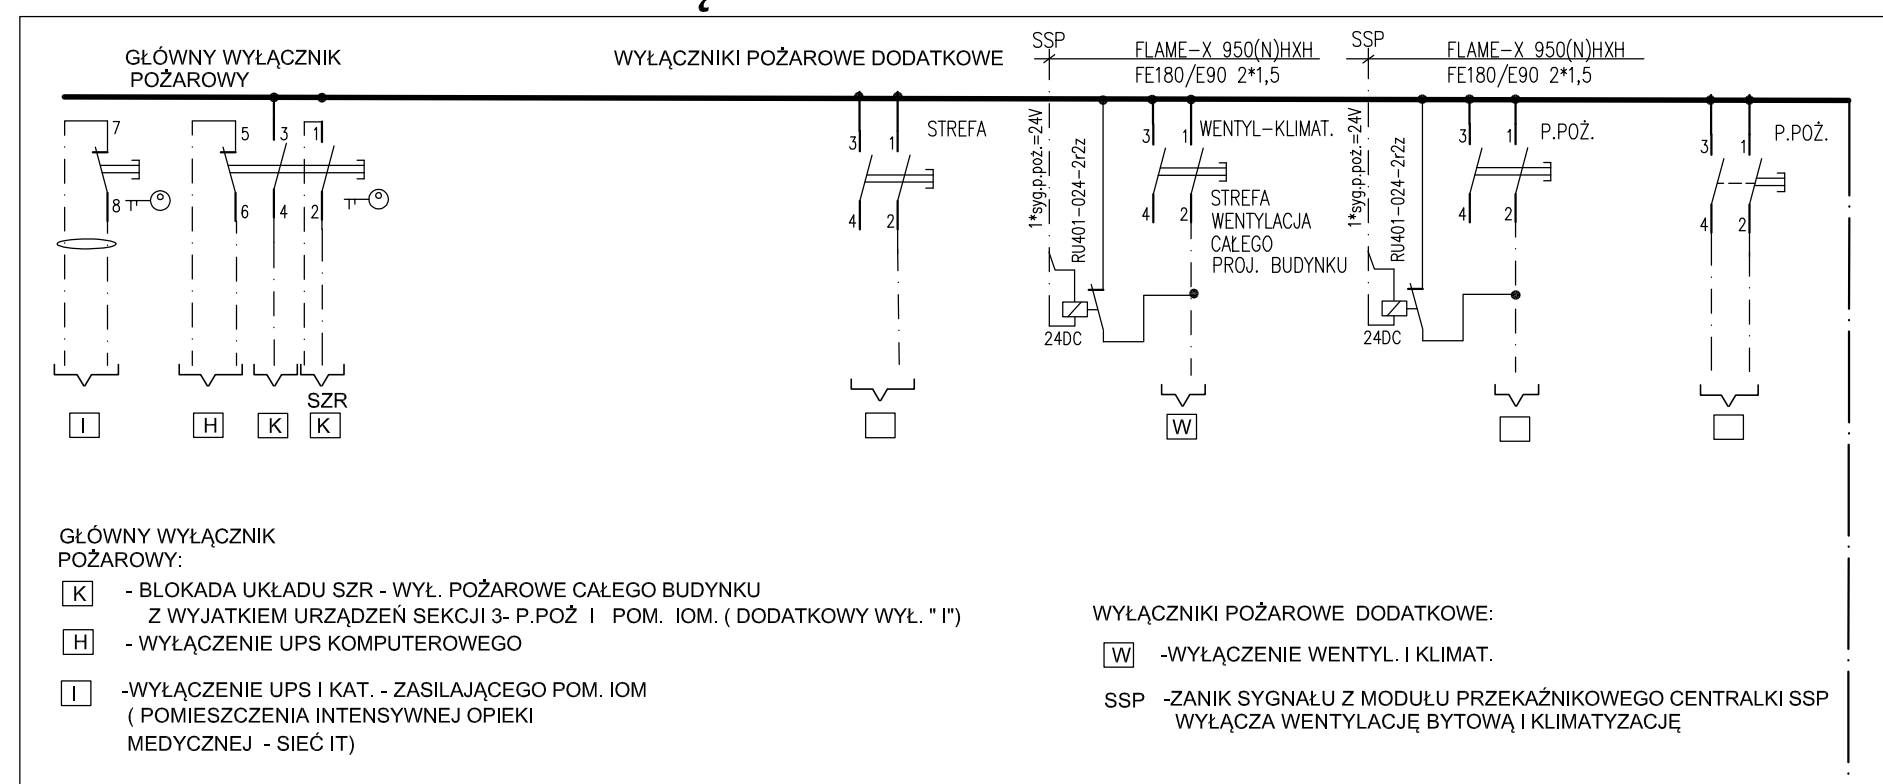 GŁÓWNY WYŁĄCZNIK
POŻAROWY
WYŁĄCZNIKI POŻAROWE DODATKOWE
SSP
FLAME-X 950(N)HXH
FE180/E90 2*1,5
SSP
FLAME-X 950(N)HXH
FE180/E90 2*1,5
7
8
5
3
1
6
4
2
3
1
STREFA
4
2
1*syg.p.poż.=24V
RU401-024-2r2z
24DC
3
1
WENTYL-KLIMAT.
4
2
STREFA
WENTYLACJA
CAŁEGO
PROJ. BUDYNKU
1*syg.p.poż.=24V
RU401-024-2r2z
24DC
3
1
P.POŻ.
4
2
3
1
P.POŻ.
4
2
SZR
I
H
K
K
W
GŁÓWNY WYŁĄCZNIK
POŻAROWY:
K - BLOKADA UKŁADU SZR - WYŁ. POŻAROWE CAŁEGO BUDYNKU
Z WYJATKIEM URZĄDZEŃ SEKCJI 3- P.POŻ I POM. IOM. ( DODATKOWY WYŁ. " I")
H - WYŁĄCZENIE UPS KOMPUTEROWEGO
I -WYŁĄCZENIE UPS I KAT. - ZASILAJĄCEGO POM. IOM
( POMIESZCZENIA INTENSYWNEJ OPIEKI
MEDYCZNEJ - SIEĆ IT)
WYŁĄCZNIKI POŻAROWE DODATKOWE:
W -WYŁĄCZENIE WENTYL. I KLIMAT.
SSP -ZANIK SYGNAŁU Z MODUŁU PRZEKAŹNIKOWEGO CENTRALKI SSP
WYŁĄCZA WENTYLACJĘ BYTOWĄ I KLIMATYZACJĘ